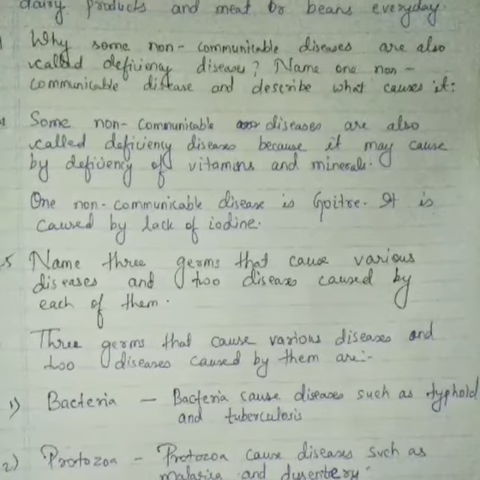 dairy products and meat or beans everyday
Why some non-communicable diseases are also
called deficiency disease? Name one non-
communicable disease and describe what causes it:
Some non-communicable diseases are also
called deficiency diseases because it may cause
by deficiency of vitamins and minerals.
One non-communicable disease is Goitre. It is
caused by lack of iodine.
5 Name three germs that cause various
diseases and two diseases caused by
each of them.
Three germs that cause various diseases and
two diseases caused by them are:-
1) Bacteria - Bacteria cause diseases such as typhoid
and tuberculosis
2.) Protozoa - Protozoa cause diseases such as
malariya and dysentery.